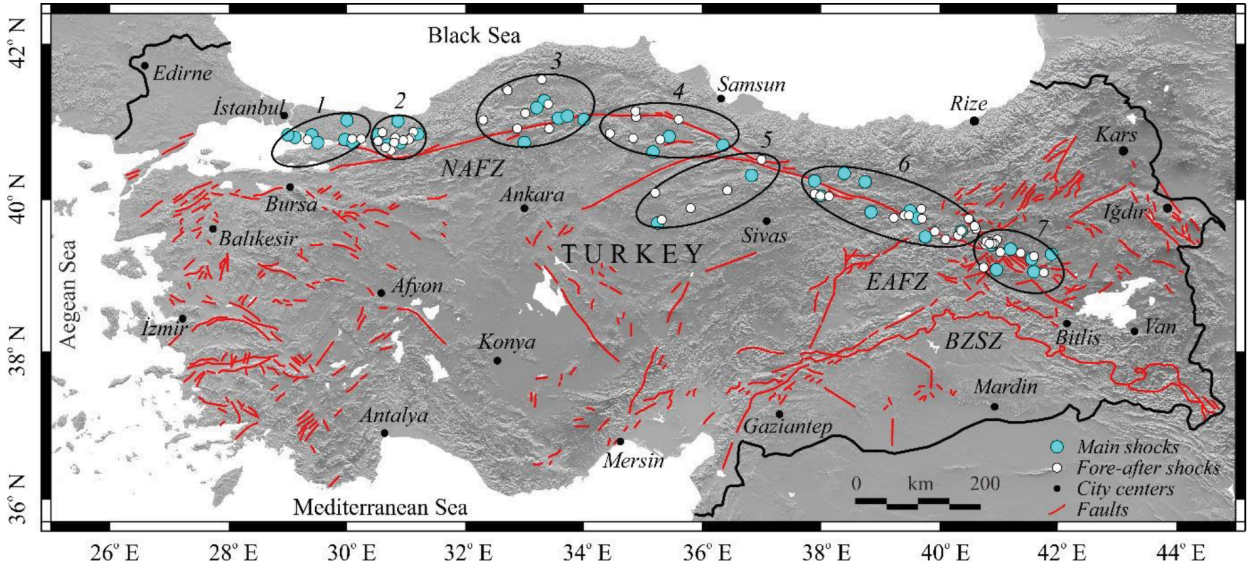 42° N
40° N
38° N
36° N
Black Sea
Edirne
İstanbul
1
2
3
4
Samsun
Rize
Kars
5
6
NAFZ
Ankara
Bursa
Balıkesir
Sivas
Iğdır
7
TURKEY
EAFZ
Aegean Sea
Afyon
İzmir
Konya
BZSZ
Bitlis
Van
Mardin
Antalya
Gaziantep
Mersin
Mediterranean Sea
Main shocks
Fore-after shocks
City centers
Faults
0 km 200
26° E 28° E 30° E 32° E 34° E 36° E 38° E 40° E 42° E 44° E